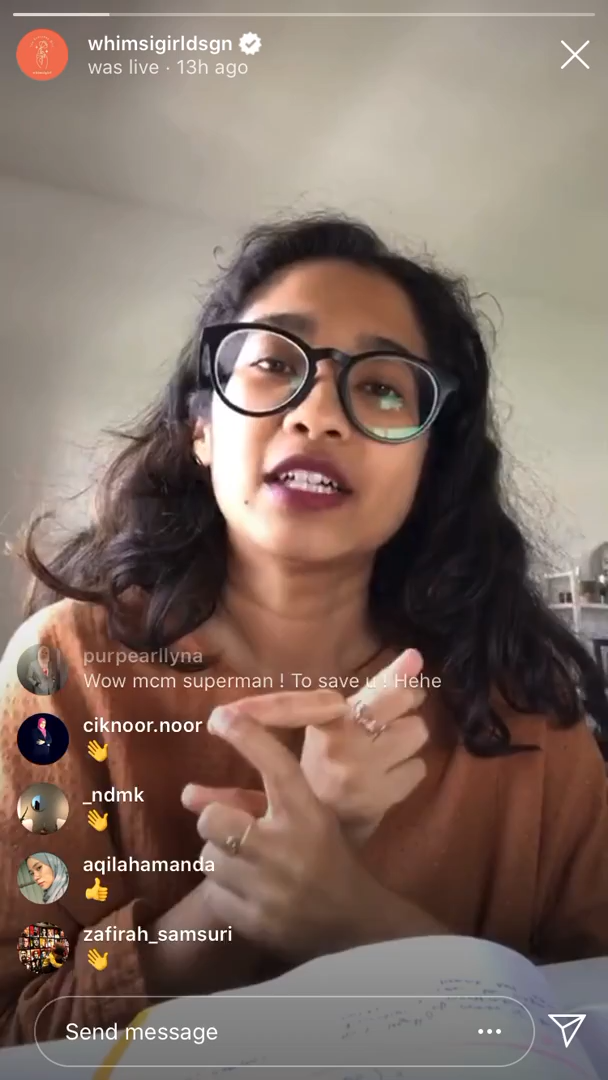 whimsigirldsgn
was live · 13h ago
purpearllyna
Wow mcm superman ! To save u ! Hehe
ciknoor.noor
👋
_ndmk
👋
aqilahamanda
👍
zafirah_samsuri
👋
Send message